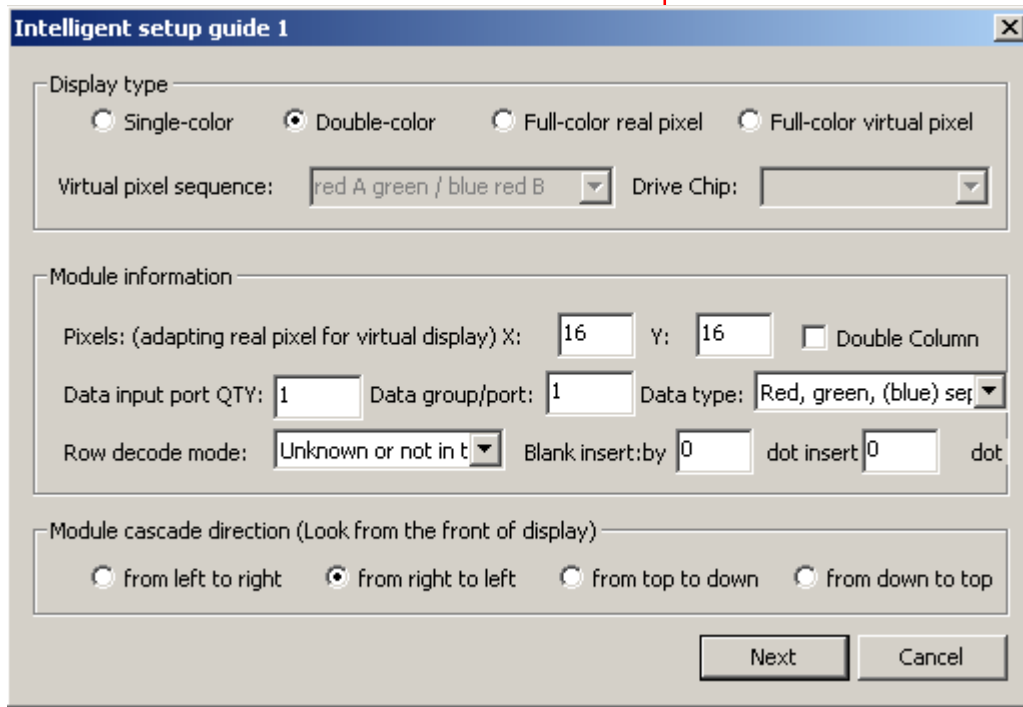 Intelligent setup guide 1
Display type
Single-color Double-color Full-color real pixel Full-color virtual pixel
Virtual pixel sequence: red A green / blue red B Drive Chip:
Module information
Pixels: (adapting real pixel for virtual display) X: 16 Y: 16 Double Column
Data input port QTY: 1 Data group/port: 1 Data type: Red, green, (blue) sep
Row decode mode: Unknown or not in t Blank insert:by 0 dot insert 0 dot
Module cascade direction (Look from the front of display)
from left to right from right to left from top to down from down to top
Next Cancel